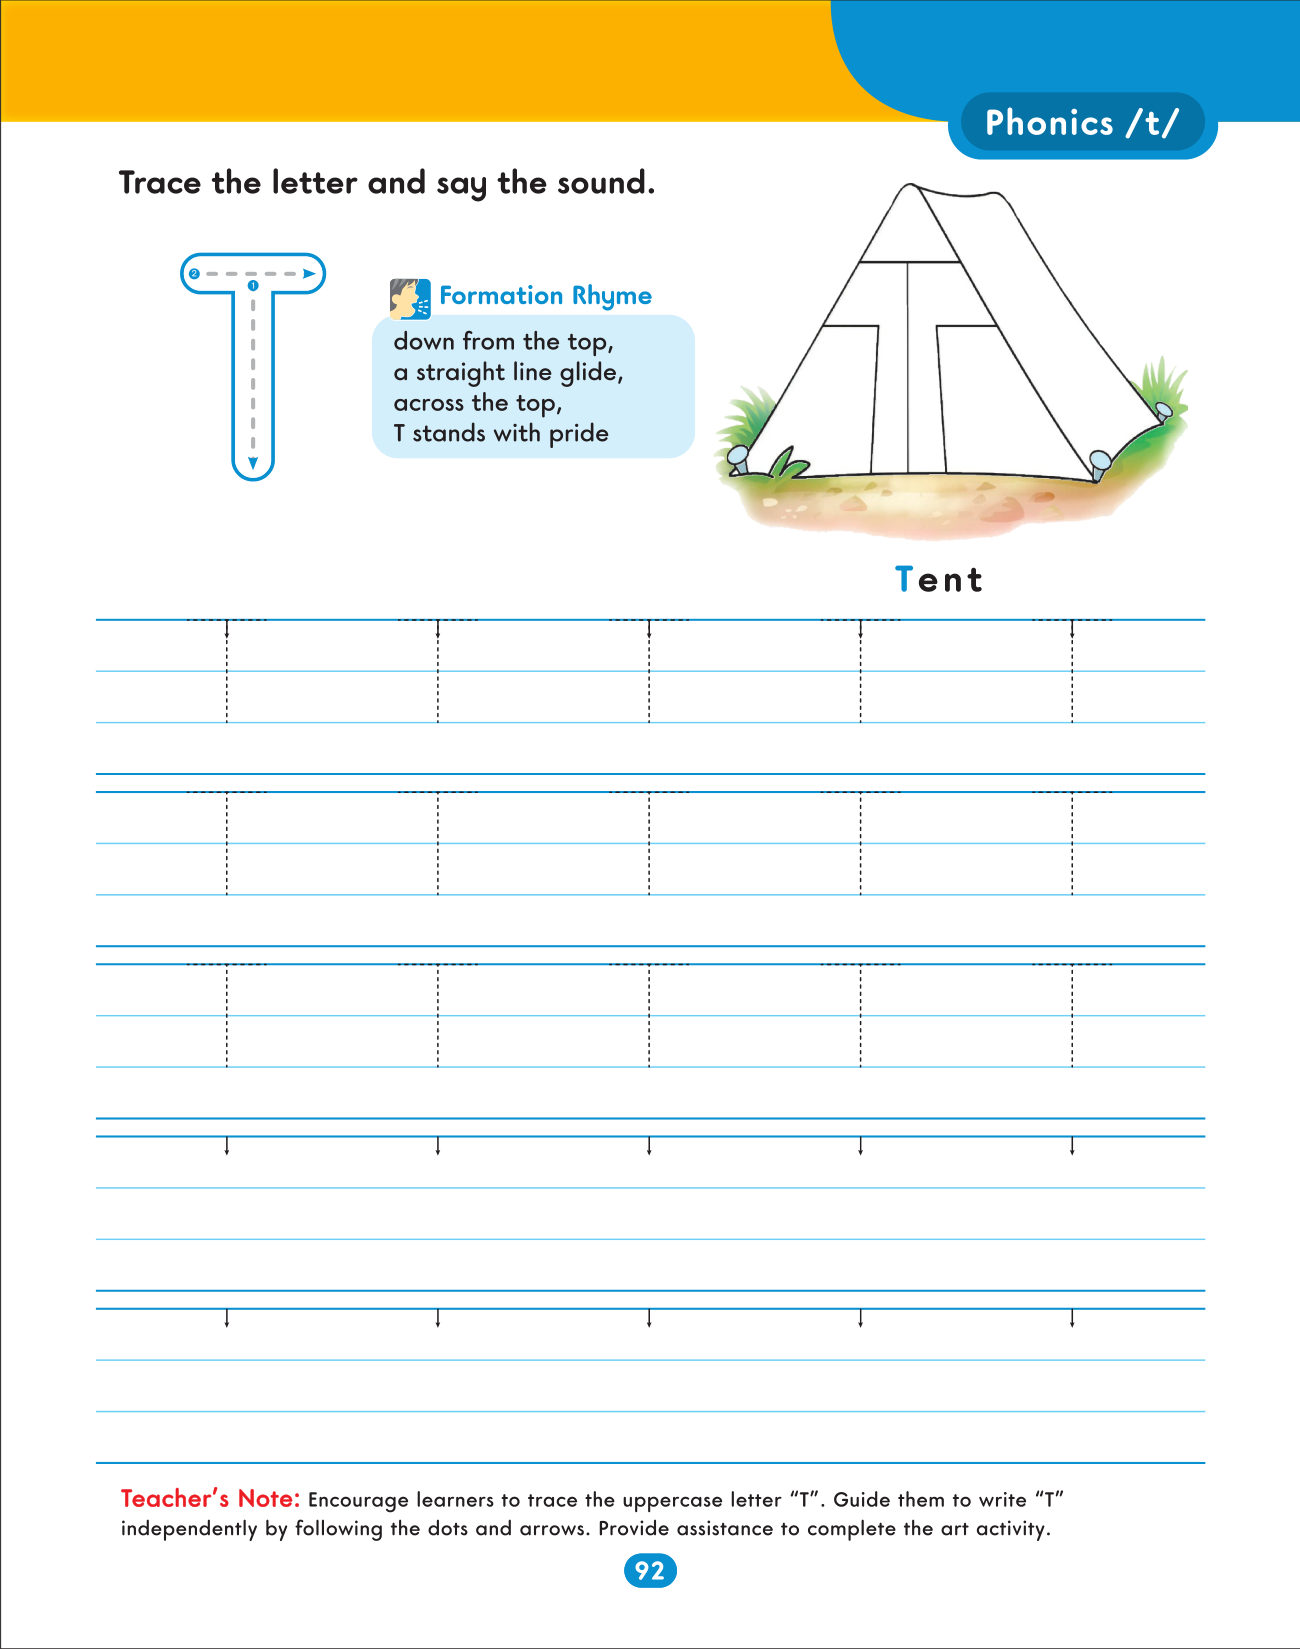 Phonics /t/
Trace the letter and say the sound.
2
1
Formation Rhyme
down from the top,
a straight line glide,
across the top,
T stands with pride
Tent
Teacher’s Note: Encourage learners to trace the uppercase letter “T”. Guide them to write “T”
independently by following the dots and arrows. Provide assistance to complete the art activity.
92